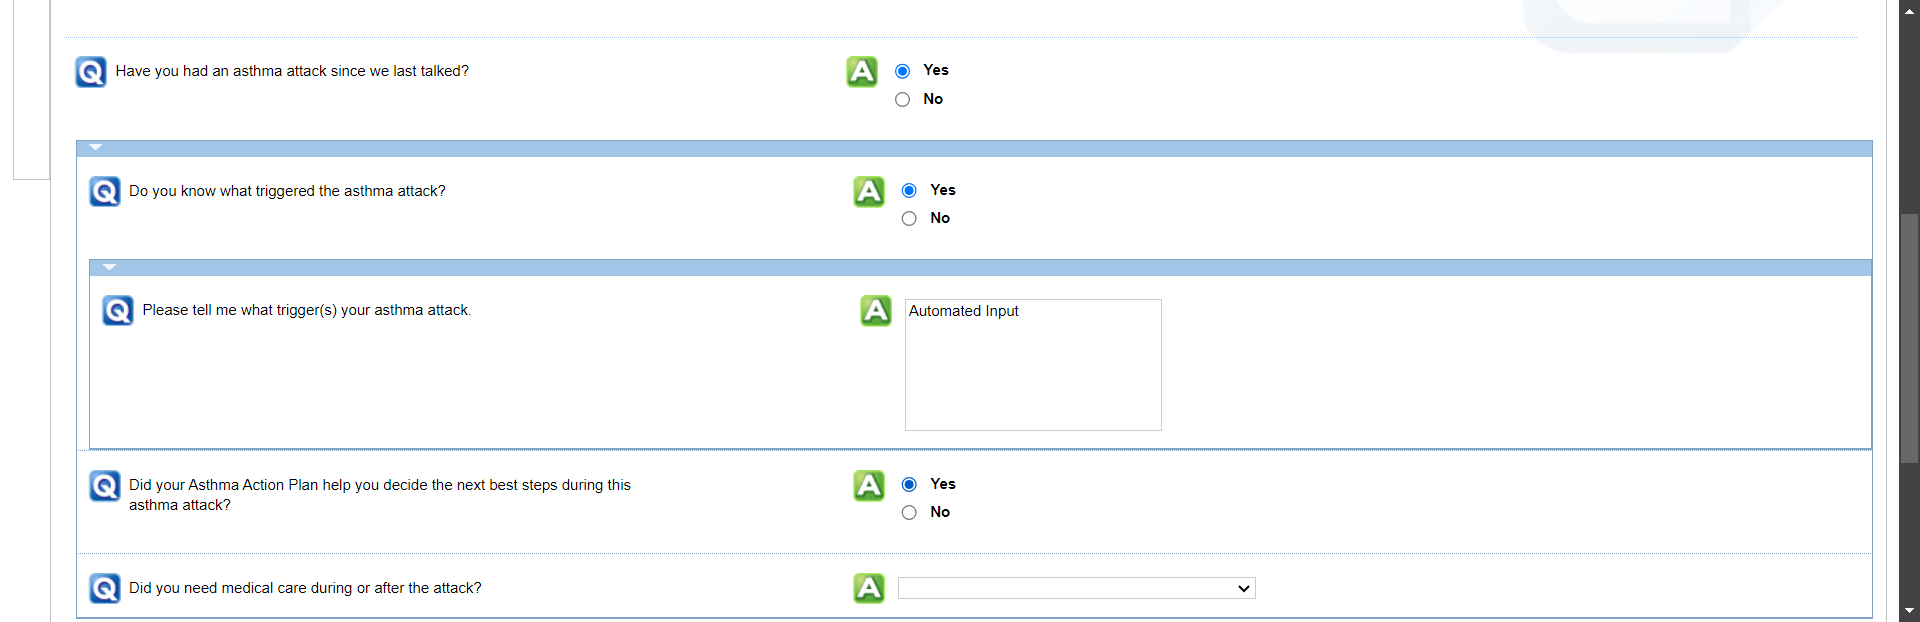 Q Have you had an asthma attack since we last talked? A Yes
No
Q Do you know what triggered the asthma attack? A Yes
No
Q Please tell me what trigger(s) your asthma attack. A Automated Input
Q Did your Asthma Action Plan help you decide the next best steps during this A Yes
asthma attack?
No
Q Did you need medical care during or after the attack? A